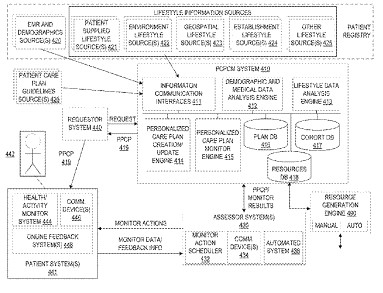 LIFESTYLE INFORMATION SOURCES
EMR AND
DEMOGRAPHICS
SOURCE(S) 420
PATIENT
SUPPLIED
LIFESTYLE
SOURCE(S) 421
ENVIRONMENT
LIFESTYLE
SOURCE(S) 422
GEOSPATIAL
LIFESTYLE
SOURCE(S) 423
ESTABLISHMENT
LIFESTYLE
SOURCE(S) 424
OTHER
LIFESTYLE
SOURCE(S) 425
PATIENT
REGISTRY
PATIENT CARE PLAN
GUIDELINES
SOURCE(S)
PCPCM SYSTEM 410
INFORMATION
COMMUNICATION
INTERFACES 411
DEMOGRAPHIC AND
MEDICAL DATA
ANALYSIS ENGINE
412
LIFESTYLE DATA
ANALYSIS ENGINE
413
REQUESTOR
SYSTEM
440
REQUEST
PPCP
419
PPCP
419
PERSONALIZED
CARE PLAN
CREATION/
UPDATE ENGINE
414
PERSONALIZED
CARE PLAN
MONITOR ENGINE
415
PLAN DB
416
COHORT DB
417
RESOURCES
DB 418
442
HEALTH/
ACTIVITY
MONITOR
SYSTEM
444
COMM
DEVICE(S)
446
ONLINE FEEDBACK
SYSTEM(S) 448
PATIENT SYSTEM(S)
441
MONITOR ACTIONS
MONITOR DATA/
FEEDBACK INFO
PPCP/
MONITOR
RESULTS
ASSESSOR SYSTEM(S)
MONITOR
ACTION
SCHEDULER
432
COMM
DEVICE(S)
434
AUTOMATED
SYSTEM
RESOURCE
GENERATION
ENGINE 490
MANUAL
AUTO